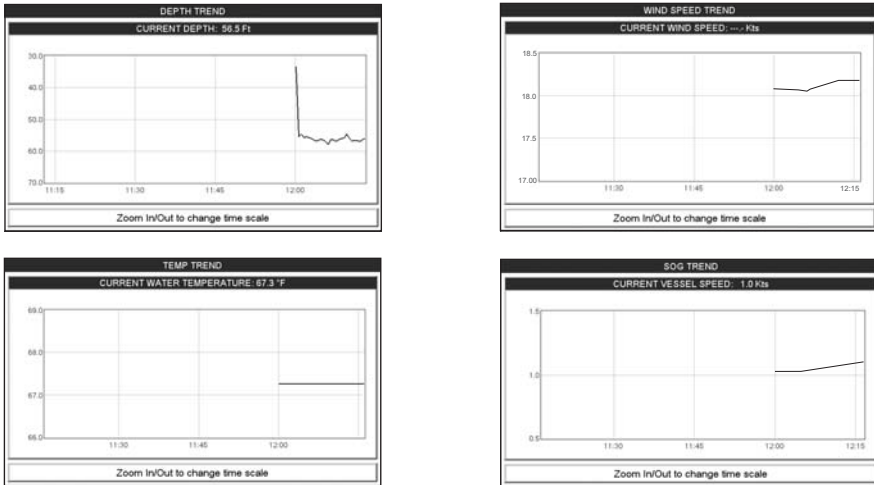 DEPTH TREND
CURRENT DEPTH: 56.5 Ft
30.0
40.0
50.0
60.0
70.0
11:15 11:30 11:45 12:00
Zoom In/Out to change time scale
WIND SPEED TREND
CURRENT WIND SPEED: ---.- Kts
18.5
18.0
17.5
17.00
11:30 11:45 12:00 12:15
Zoom In/Out to change time scale
TEMP TREND
CURRENT WATER TEMPERATURE: 67.3 °F
69.0
68.0
67.0
66.0
11:30 11:45 12:00
Zoom In/Out to change time scale
SOG TREND
CURRENT VESSEL SPEED: 1.0 Kts
1.5
1.0
0.5
11:30 11:45 12:00 12:15
Zoom In/Out to change time scale